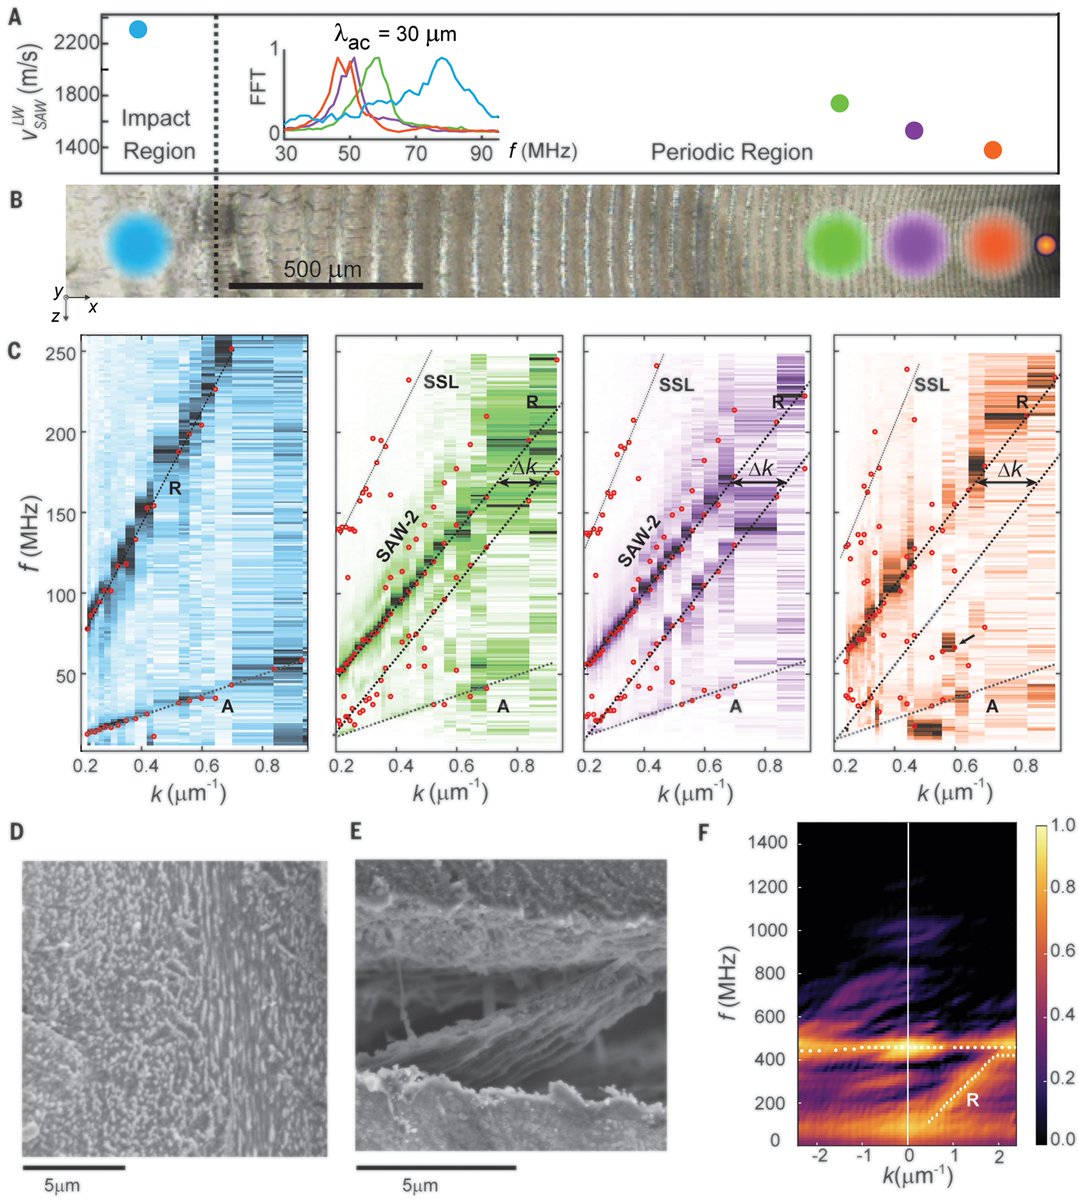 A
2200
1800
1400
V_SAW^LW (m/s)
Impact
Region
λac = 30 μm
1
FFT
0
30 50 70 90 f (MHz)
Periodic Region
B
500 μm
y
x
z
C
f (MHz)
250
200
150
100
50
R
A
0.2 0.4 0.6 0.8
k (μm⁻¹)
SSL
R
Δk
SAW-2
A
0.2 0.4 0.6 0.8
k (μm⁻¹)
SSL
R
Δk
SAW-2
A
0.2 0.4 0.6 0.8
k (μm⁻¹)
SSL
R
Δk
A
0.2 0.4 0.6 0.8
k (μm⁻¹)
D
5μm
E
5μm
F
f (MHz)
1400
1200
1000
800
600
400
200
0
R
-2 -1 0 1 2
k(μm⁻¹)
1.0
0.8
0.6
0.4
0.2
0.0